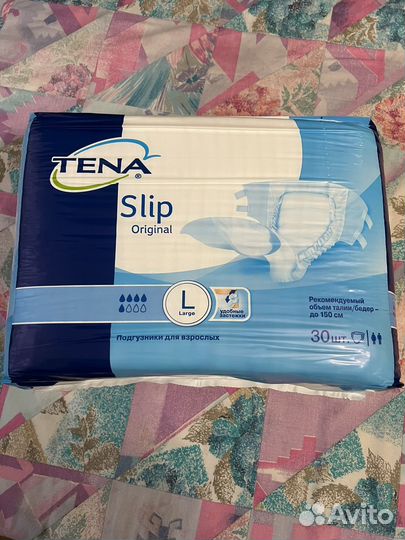 TENA®
Slip
Original
L
Large
удобные
застежки
Рекомендуемый
объем талии/бедер –
до 150 см
Подгузники для взрослых
30 шт.
Avito